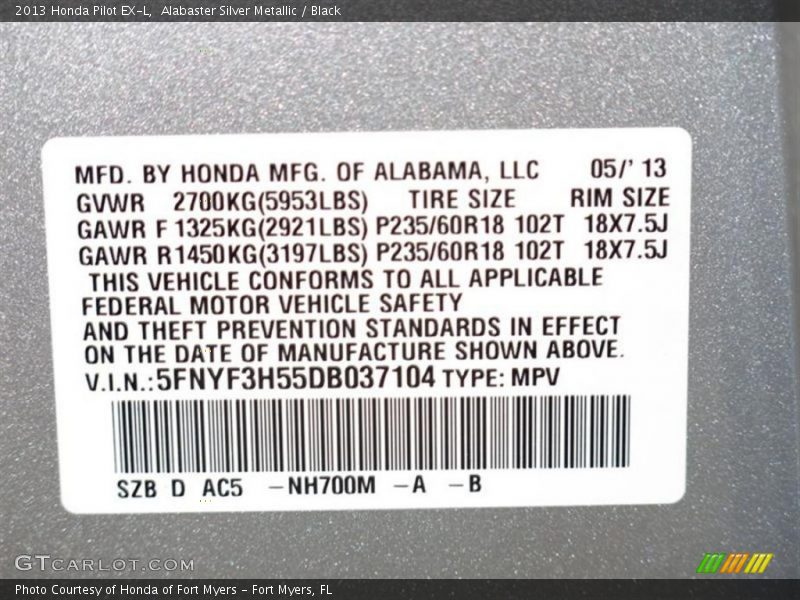 2013 Honda Pilot EX-L,  Alabaster Silver Metallic / Black
MFD. BY HONDA MFG. OF ALABAMA, LLC 05/' 13
GVWR 2700KG(5953LBS) TIRE SIZE RIM SIZE
GAWR F 1325KG(2921LBS) P235/60R18 102T 18X7.5J
GAWR R 1450KG(3197LBS) P235/60R18 102T 18X7.5J
THIS VEHICLE CONFORMS TO ALL APPLICABLE
FEDERAL MOTOR VEHICLE SAFETY
AND THEFT PREVENTION STANDARDS IN EFFECT
ON THE DATE OF MANUFACTURE SHOWN ABOVE.
V.I.N.:5FNYF3H55DB037104 TYPE: MPV
SZB D AC5 -NH700M -A -B
GTCARLOT.COM
Photo Courtesy of Honda of Fort Myers - Fort Myers, FL